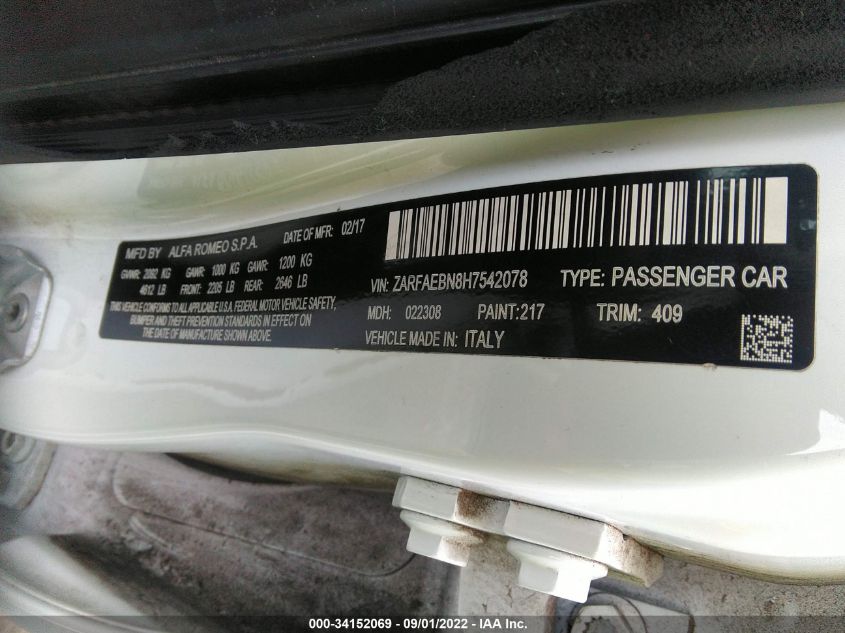 MFD BY ALFA ROMEO S.P.A. DATE OF MFR: 02/17
GVWR: 2092 KG GAWR: 1000 KG GAWR: 1200 KG
4612 LB FRONT: 2205 LB REAR: 2646 LB
THIS VEHICLE CONFORMS TO ALL APPLICABLE U.S.A. FEDERAL MOTOR VEHICLE SAFETY,
BUMPER AND THEFT PREVENTION STANDARDS IN EFFECT ON
THE DATE OF MANUFACTURE SHOWN ABOVE.
VIN: ZARFAEBN8H7542078 TYPE: PASSENGER CAR
MDH: 022308 PAINT:217 TRIM: 409
VEHICLE MADE IN: ITALY
000-34152069 - 09/01/2022 - IAA Inc.